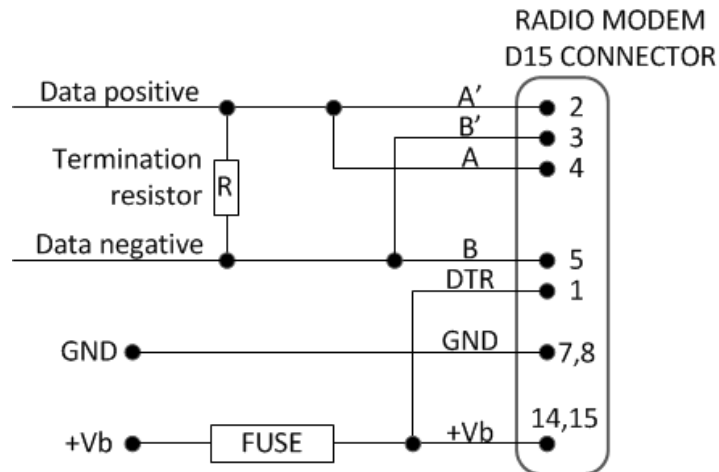 RADIO MODEM
D15 CONNECTOR
Data positive
A'
2
B'
3
Termination
resistor
R
A
4
Data negative
B
5
DTR
1
GND
GND
7,8
+Vb
FUSE
+Vb
14,15